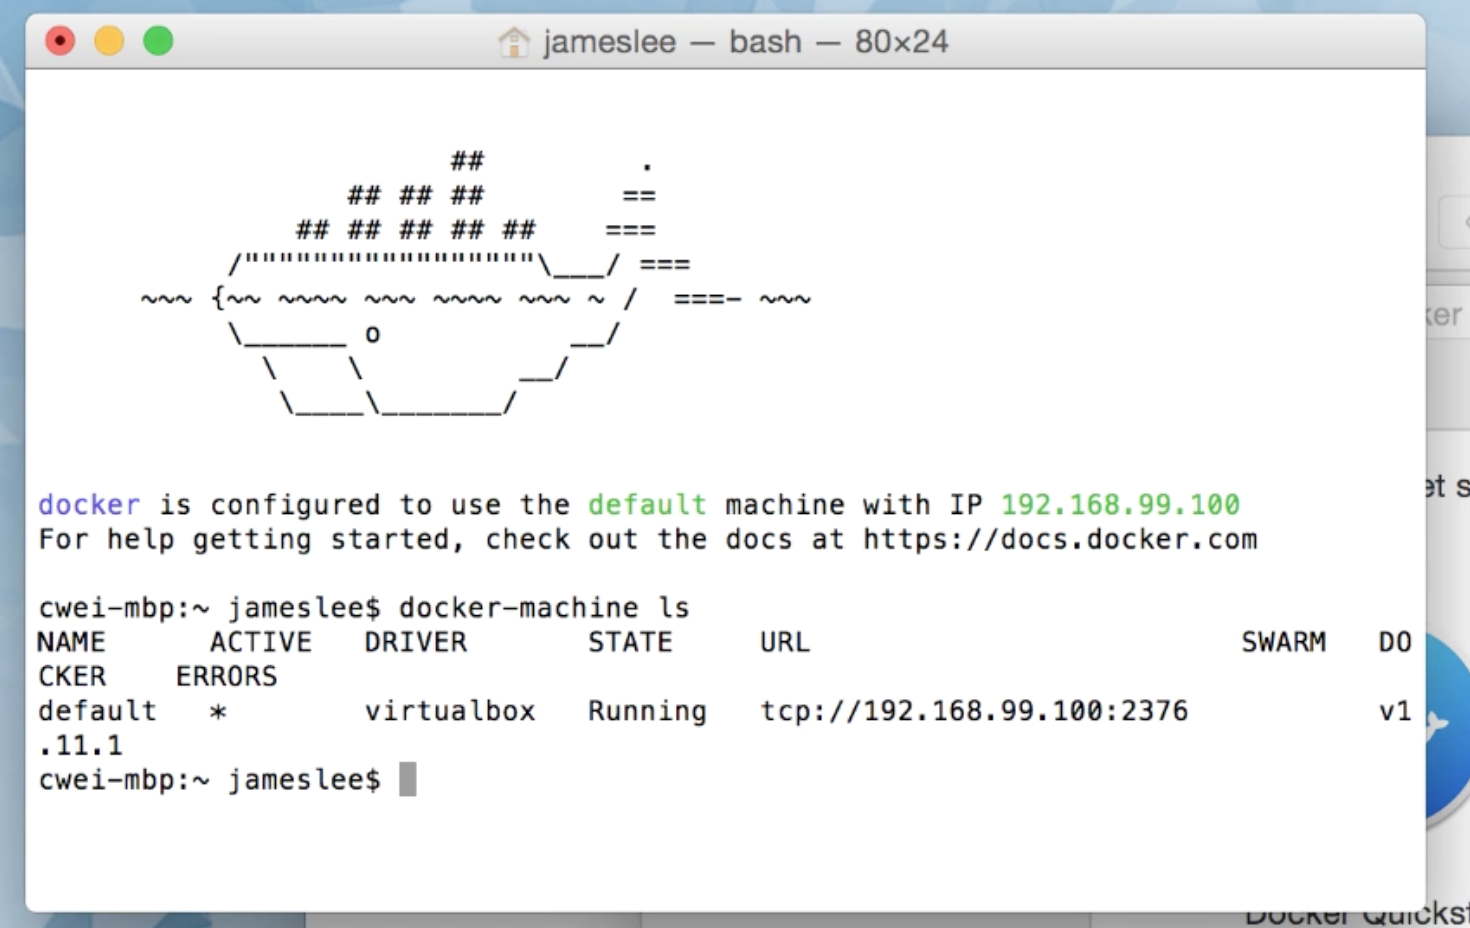 jameslee — bash — 80×24
                        ##         .
                  ## ## ##        ==
               ## ## ## ## ##    ===
           /"""""""""""""""""\___/ ===
      ~~~ {~~ ~~~~ ~~~ ~~~~ ~~~ ~ /  ===- ~~~
           \______ o           __/
             \    \         __/
              \____\_______/
docker is configured to use the default machine with IP 192.168.99.100
For help getting started, check out the docs at https://docs.docker.com
cwei-mbp:~ jameslee$ docker-machine ls
NAME      ACTIVE   DRIVER       STATE     URL                         SWARM   DO
CKER    ERRORS
default   *        virtualbox   Running   tcp://192.168.99.100:2376           v1
.11.1
cwei-mbp:~ jameslee$
ker
et s
Docker Quickst